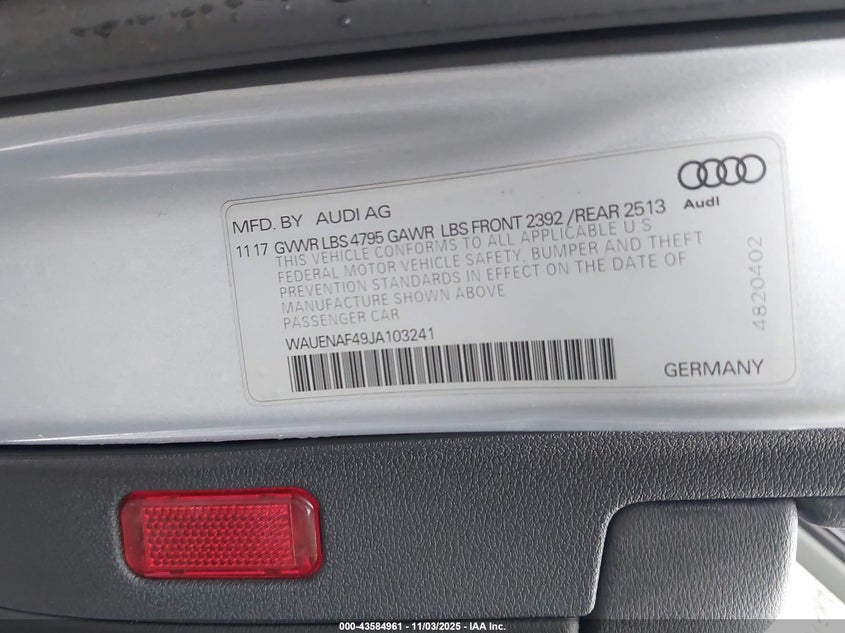 MFD. BY AUDI AG
Audi
11 17 GVWR LBS 4795 GAWR LBS FRONT 2392 /REAR 2513
THIS VEHICLE CONFORMS TO ALL APPLICABLE U S
FEDERAL MOTOR VEHICLE SAFETY, BUMPER AND THEFT
PREVENTION STANDARDS IN EFFECT ON THE DATE OF
MANUFACTURE SHOWN ABOVE
PASSENGER CAR
WAUENAF49JA103241
4820402
GERMANY
000-43584961 - 11/03/2025 - IAA Inc.